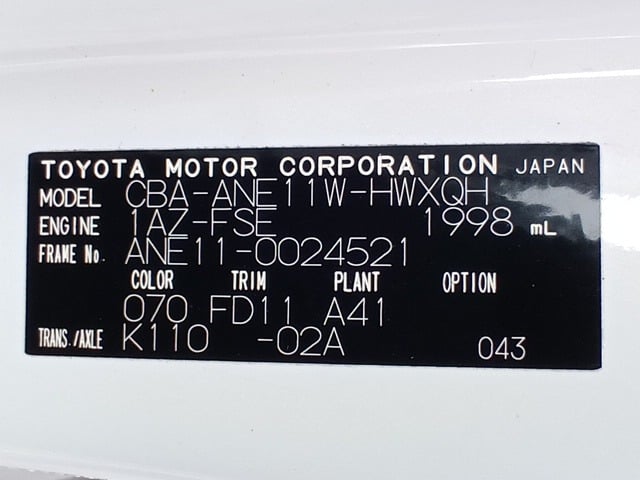 TOYOTA MOTOR CORPORATION JAPAN
MODEL CBA-ANE11W-HWXQH
ENGINE 1AZ-FSE 1998 mL
FRAME No. ANE11-0024521
COLOR TRIM PLANT OPTION
070 FD11 A41
TRANS./AXLE K110 -02A 043